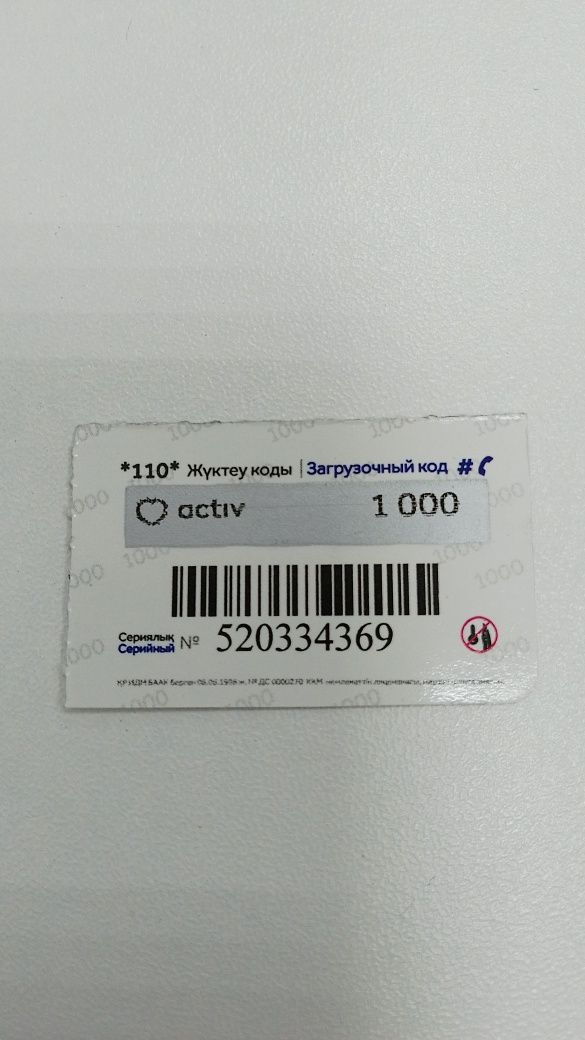 *110* Жүктеу коды | Загрузочный код #
activ 1 000
Сериялық
Серийный № 520334369